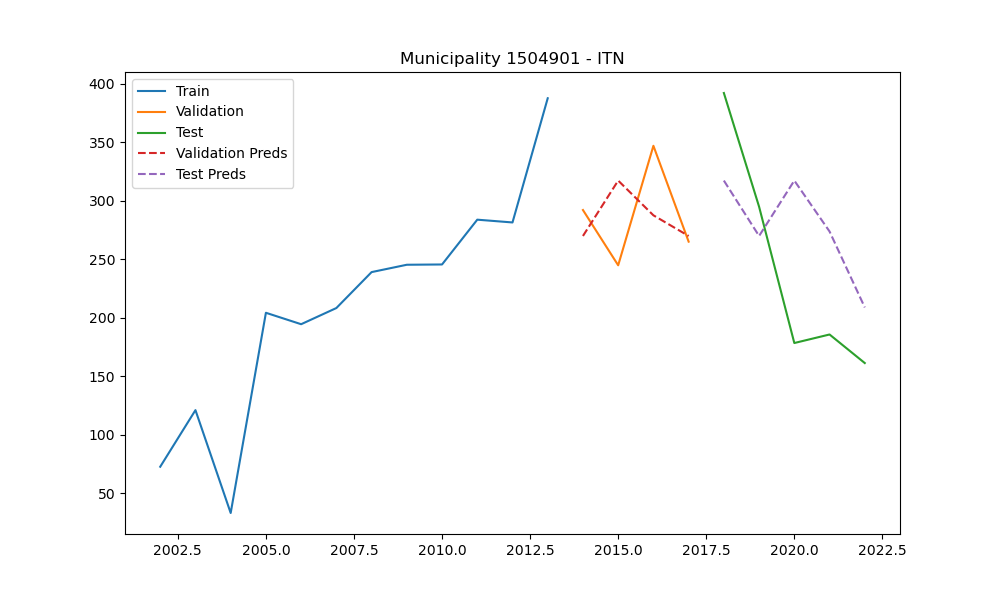 Municipality 1504901 - ITN
Train
Validation
Test
Validation Preds
Test Preds
400
350
300
250
200
150
100
50
2002.5 2005.0 2007.5 2010.0 2012.5 2015.0 2017.5 2020.0 2022.5